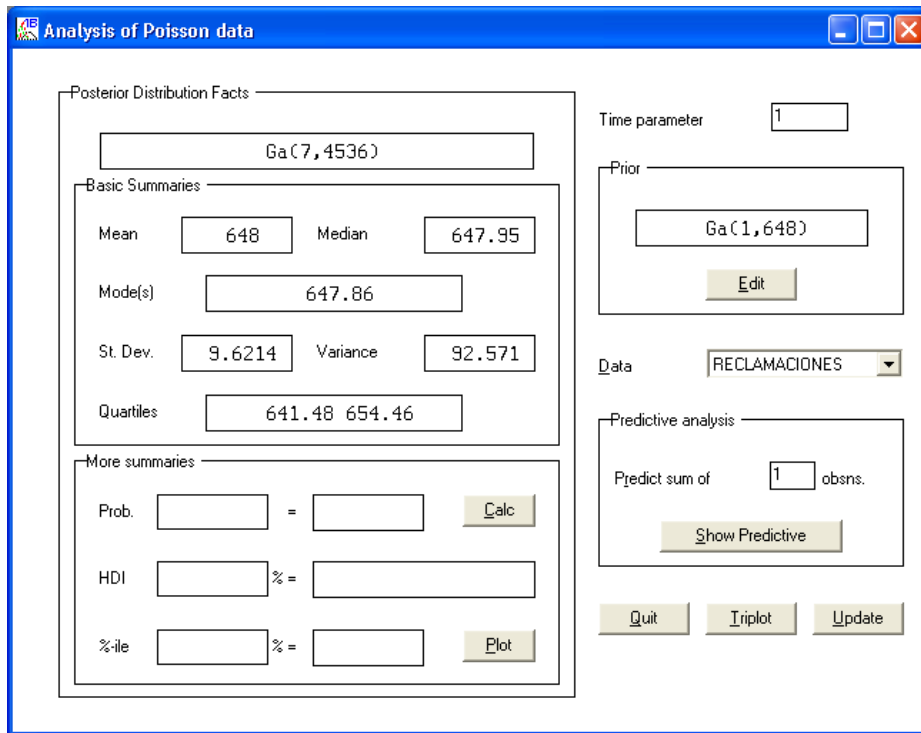 Analysis of Poisson data
Posterior Distribution Facts
Ga(7,4536)
Basic Summaries
Mean 648 Median 647.95
Mode(s) 647.86
St. Dev. 9.6214 Variance 92.571
Quartiles 641.48 654.46
More summaries
Prob. = Calc
HDI % =
%-ile % = Plot
Time parameter 1
Prior
Ga(1,648)
Edit
Data RECLAMACIONES
Predictive analysis
Predict sum of 1 obsns.
Show Predictive
Quit Triplot Update